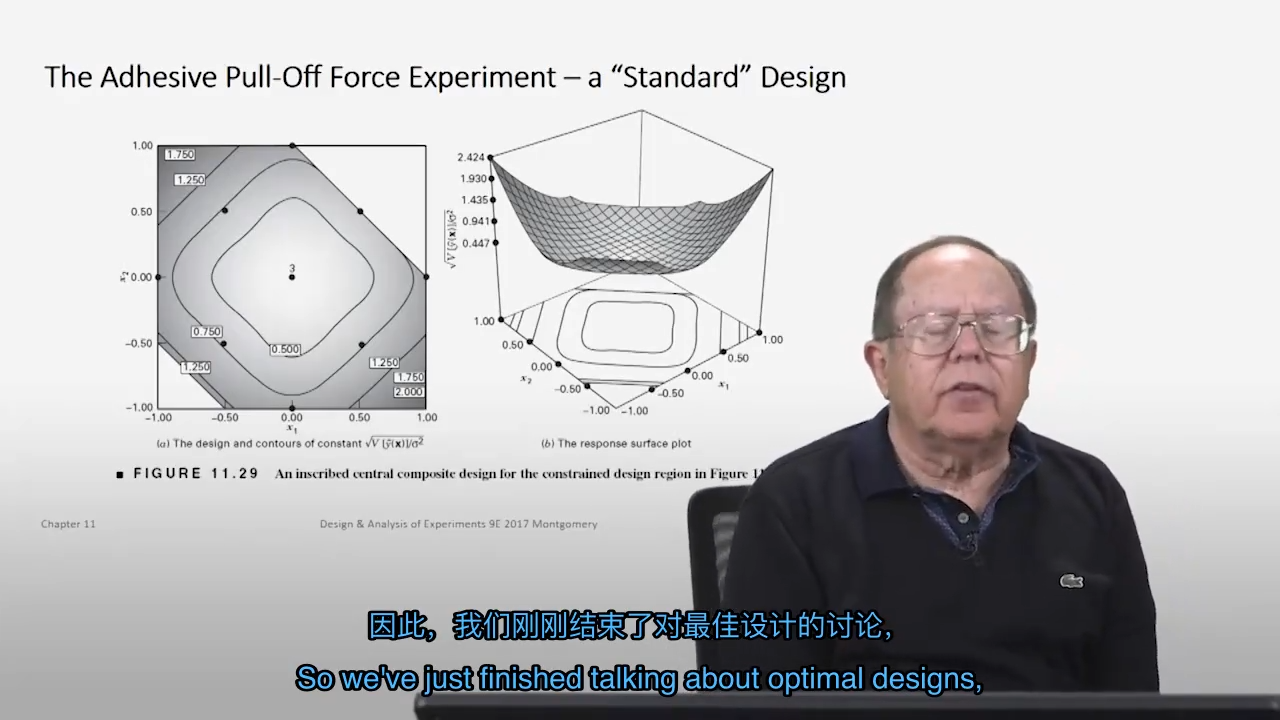 The Adhesive Pull-Off Force Experiment – a “Standard” Design
1.00
0.50
0.00
−0.50
−1.00
x₂
1.750
1.250
3
0.750
0.500
1.250
1.250
1.750
2.000
−1.00 −0.50 0.00 0.50 1.00
x₁
2.424
1.930
1.435
0.941
0.447
1.00
0.50
0.00
−0.50
−1.00
x₂
−1.00
−0.50
0.00
0.50
1.00
x₁
(a) The design and contours of constant √V[ŷ(x)]/σ²
(b) The response surface plot
■ FIGURE 11.29 An inscribed central composite design for the constrained design region in Figure
Chapter 11
Design & Analysis of Experiments 9E 2017 Montgomery
因此，我们刚刚结束了对最佳设计的讨论，
So we've just finished talking about optimal designs,